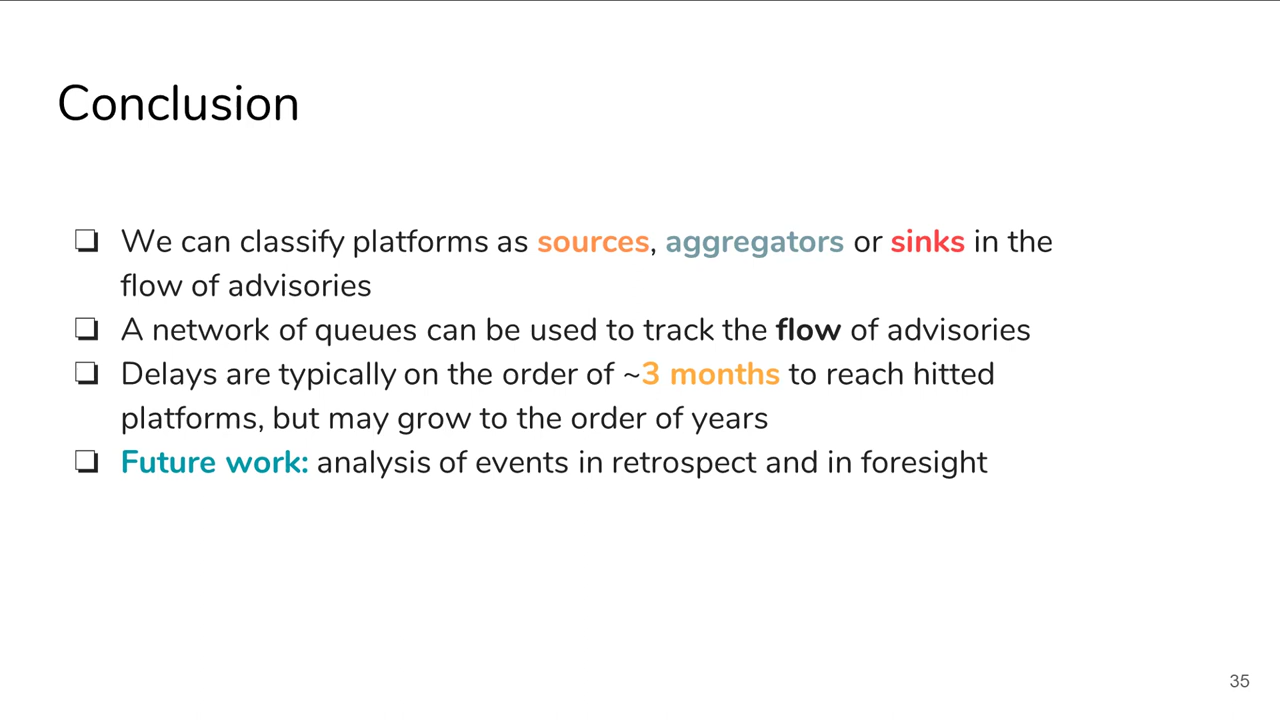 Conclusion
❏ We can classify platforms as sources, aggregators or sinks in the
flow of advisories
❏ A network of queues can be used to track the flow of advisories
❏ Delays are typically on the order of ~3 months to reach hitted
platforms, but may grow to the order of years
❏ Future work: analysis of events in retrospect and in foresight
35